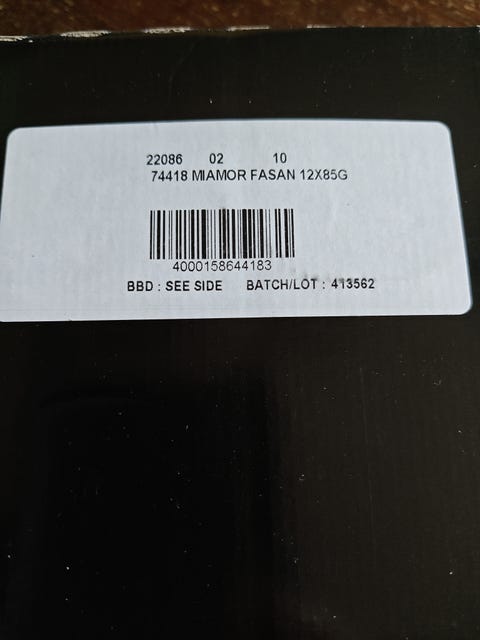 22086 02 10
74418 MIAMOR FASAN 12X85G
4000158644183
BBD : SEE SIDE BATCH/LOT : 413562